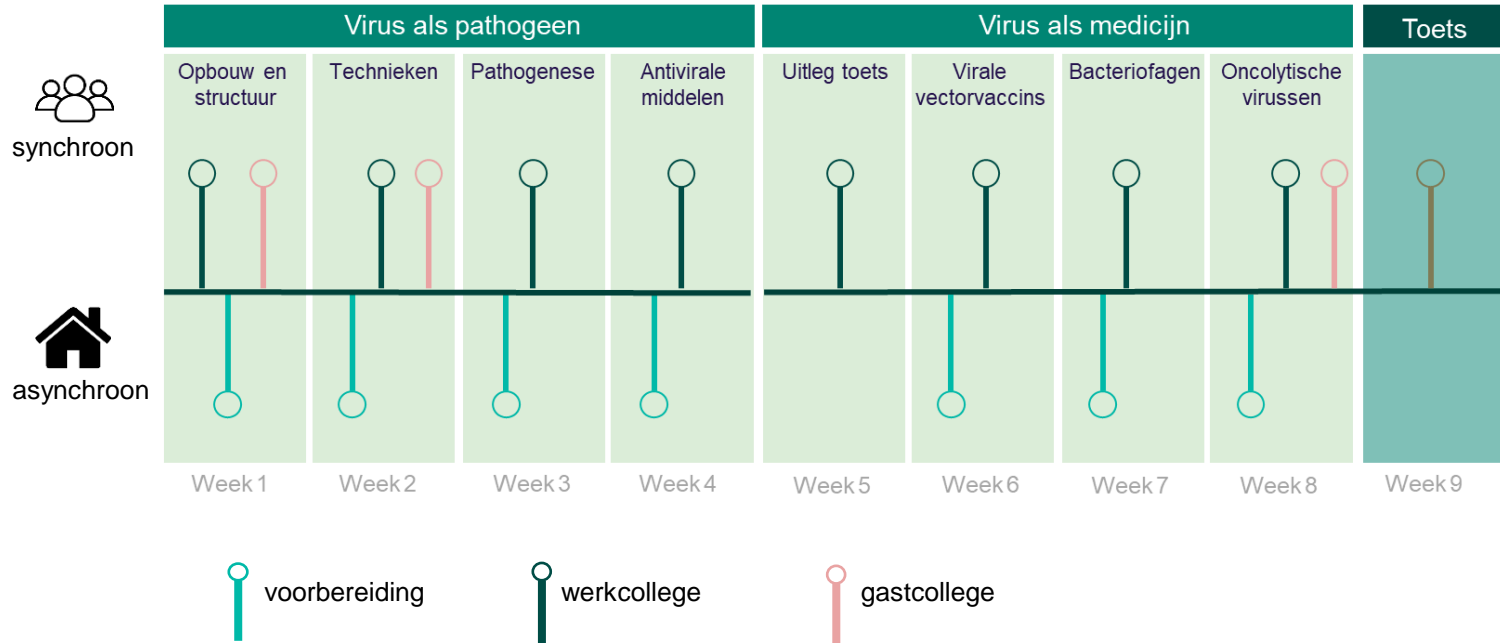 Virus als pathogeen
Virus als medicijn
Toets
Opbouw en
structuur
Technieken
Pathogenese
Antivirale
middelen
Uitleg toets
Virale
vectorvaccins
Bacteriofagen
Oncolytische
virussen
synchroon
asynchroon
Week 1
Week 2
Week 3
Week 4
Week 5
Week 6
Week 7
Week 8
Week 9
voorbereiding
werkcollege
gastcollege